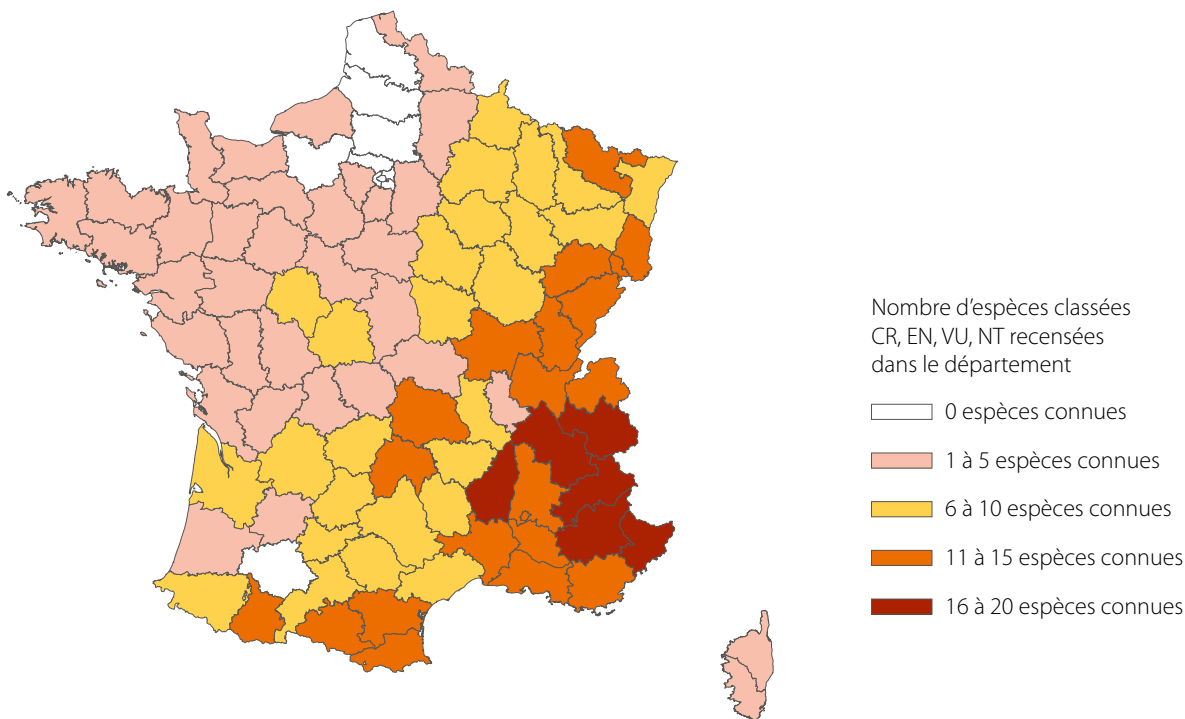 Nombre d'espèces classées
CR, EN, VU, NT recensées
dans le département
0 espèces connues
1 à 5 espèces connues
6 à 10 espèces connues
11 à 15 espèces connues
16 à 20 espèces connues